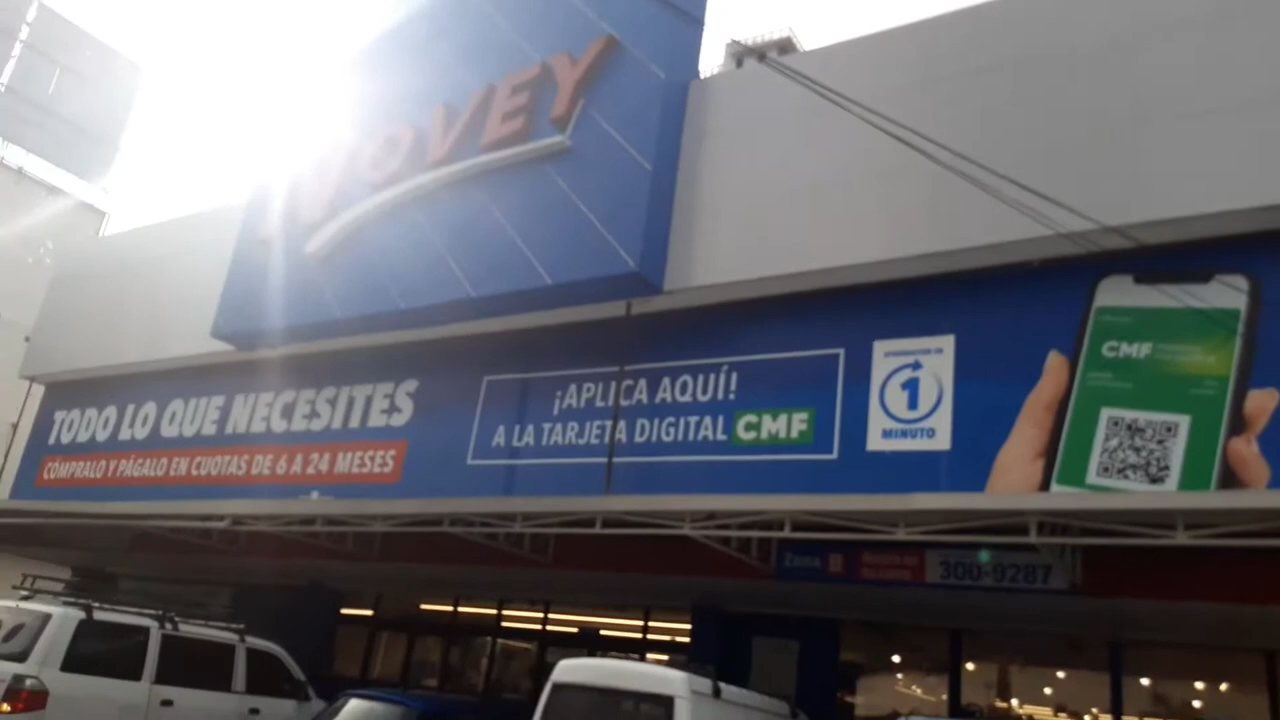 NOVEY
TODO LO QUE NECESITES
CÓMPRALO Y PÁGALO EN CUOTAS DE 6 A 24 MESES
¡APLICA AQUÍ!
A LA TARJETA DIGITAL CMF
1
MINUTO
CMF
300-9287